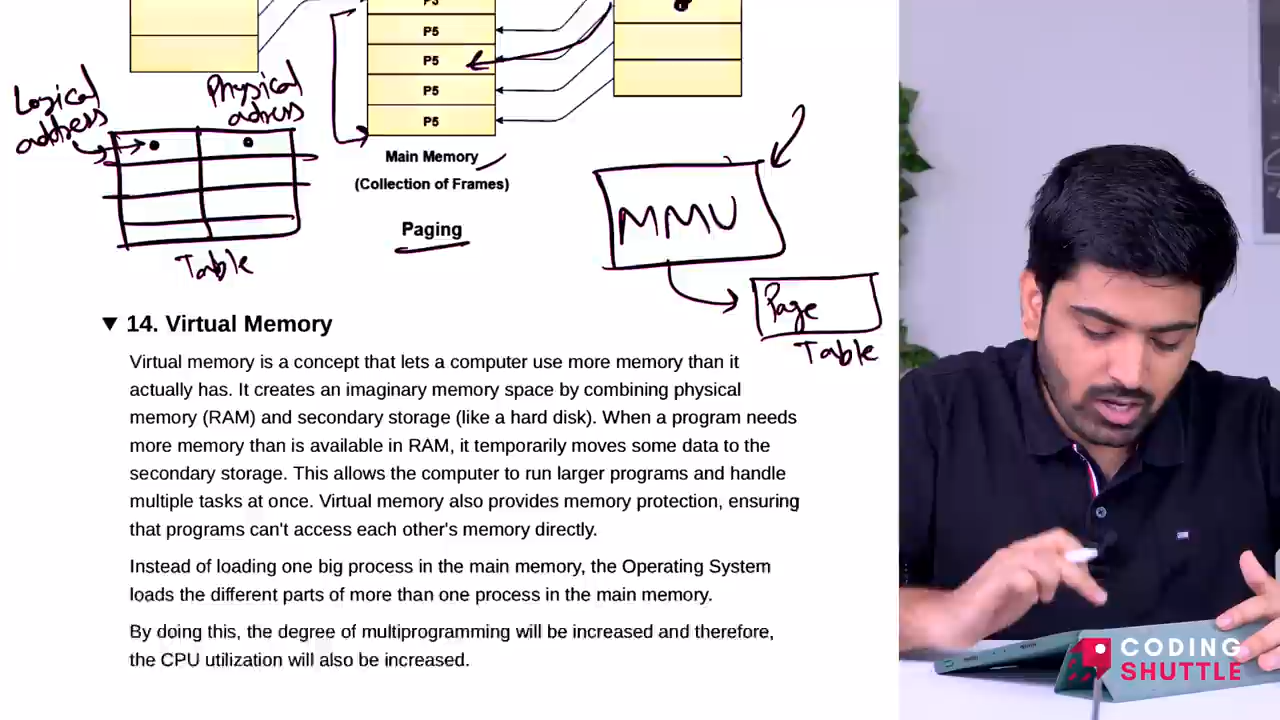 P3
P5
P5
P5
P5
Logical address
Physical adress
Main Memory
(Collection of Frames)
Paging
Table
MMU
Page
Table
14. Virtual Memory
Virtual memory is a concept that lets a computer use more memory than it
actually has. It creates an imaginary memory space by combining physical
memory (RAM) and secondary storage (like a hard disk). When a program needs
more memory than is available in RAM, it temporarily moves some data to the
secondary storage. This allows the computer to run larger programs and handle
multiple tasks at once. Virtual memory also provides memory protection, ensuring
that programs can't access each other's memory directly.
Instead of loading one big process in the main memory, the Operating System
loads the different parts of more than one process in the main memory.
By doing this, the degree of multiprogramming will be increased and therefore,
the CPU utilization will also be increased.
CODING
SHUTTLE